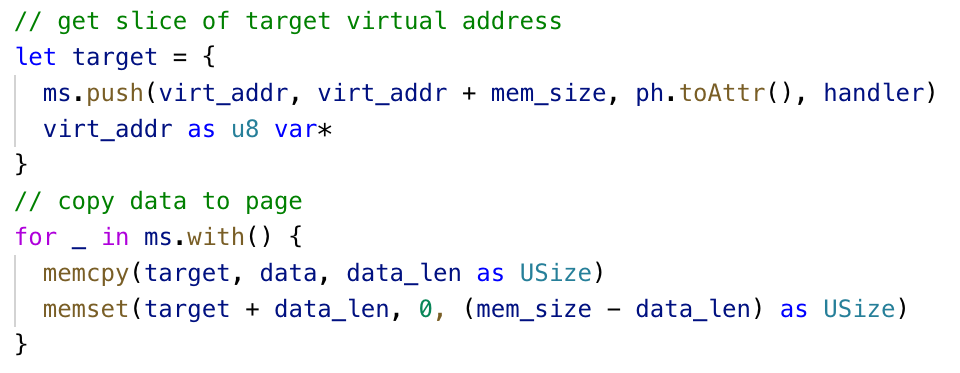 // get slice of target virtual address
let target = {
  ms.push(virt_addr, virt_addr + mem_size, ph.toAttr(), handler)
  virt_addr as u8 var*
}
// copy data to page
for _ in ms.with() {
  memcpy(target, data, data_len as USize)
  memset(target + data_len, 0, (mem_size - data_len) as USize)
}